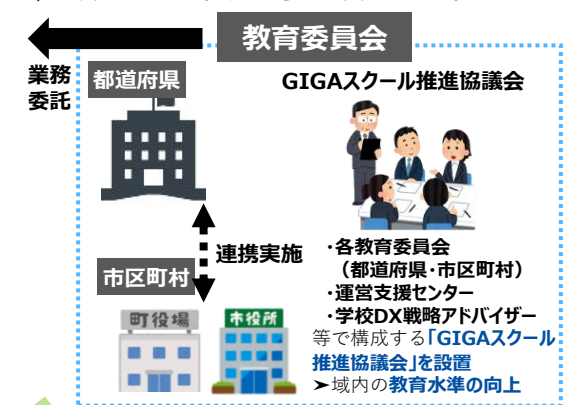 教育委員会
業務
委託
都道府県
GIGAスクール推進協議会
連携実施
市区町村
町役場
市役所
・各教育委員会
（都道府県・市区町村）
・運営支援センター
・学校DX戦略アドバイザー
等で構成する「GIGAスクール
推進協議会」を設置
➤域内の教育水準の向上